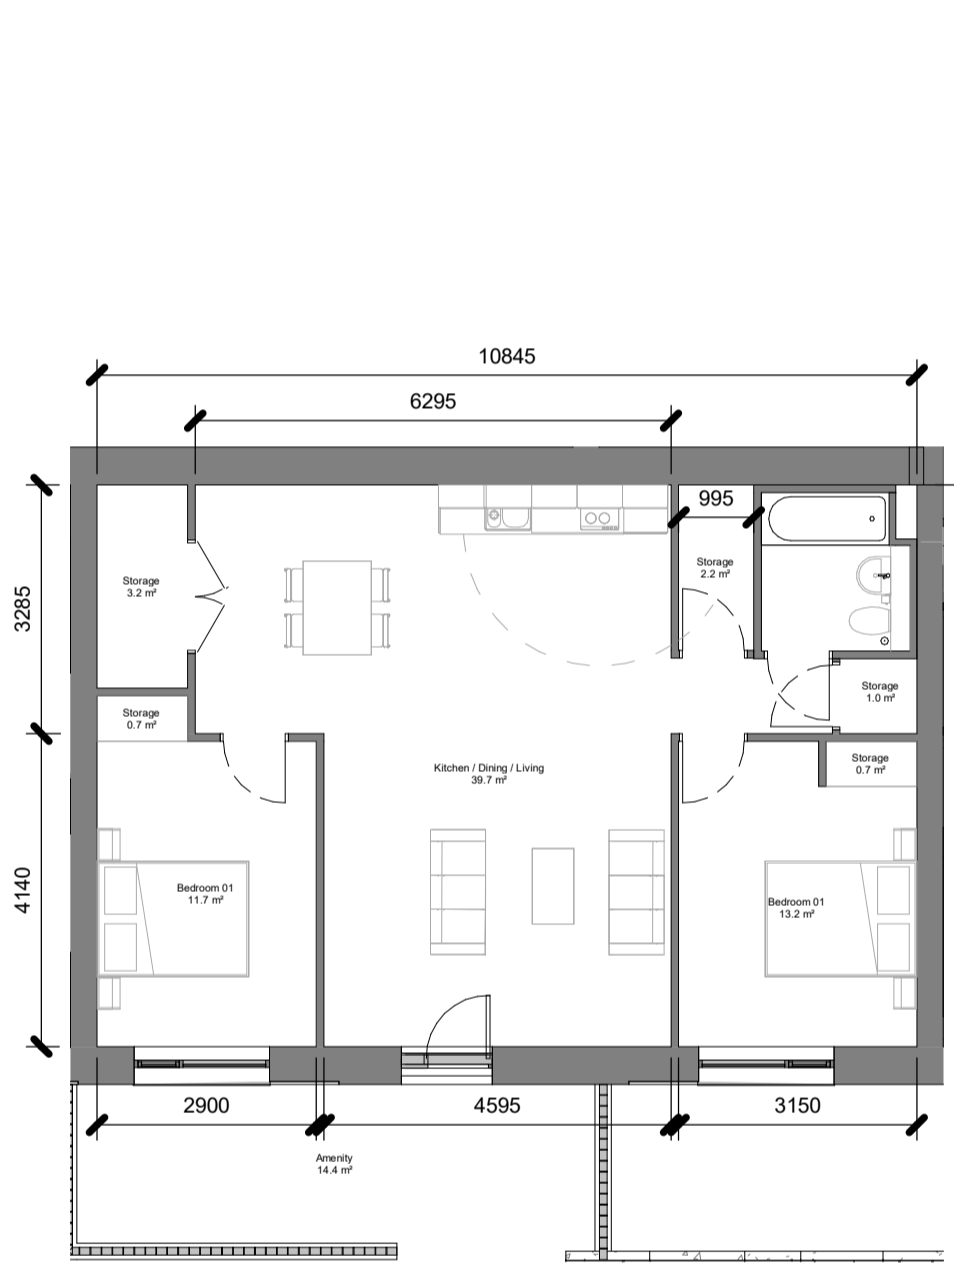 10845
6295
995
3285
Storage
3.2 m²
Storage
2.2 m²
Storage
1.0 m²
Storage
0.7 m²
Storage
0.7 m²
Kitchen / Dining / Living
39.7 m²
4140
Bedroom 01
11.7 m²
Bedroom 01
13.2 m²
2900
4595
3150
Amenity
14.4 m²